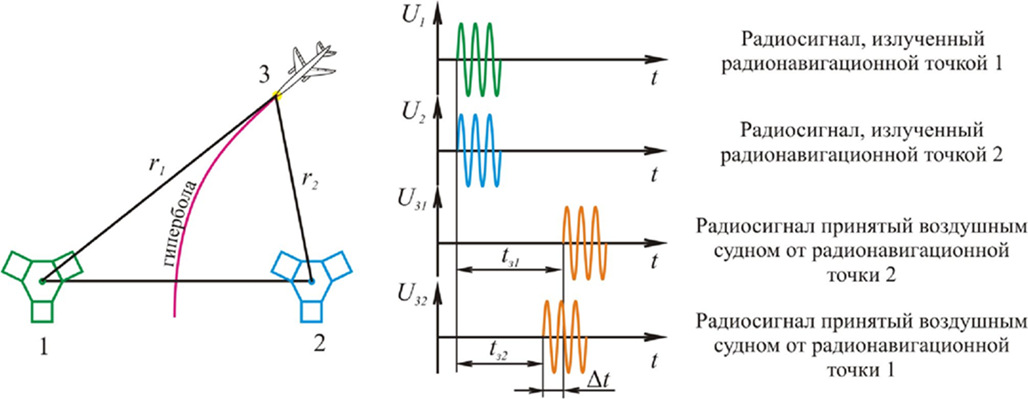 3
r₁
r₂
гипербола
1
2
U₁
t
Радиосигнал, излученный
радионавигационной точкой 1
U₂
t
Радиосигнал, излученный
радионавигационной точкой 2
U₃₁
tз1
t
Радиосигнал принятый воздушным
судном от радионавигационной
точки 2
U₃₂
tз2
t
Δt
Радиосигнал принятый воздушным
судном от радионавигационной
точки 1